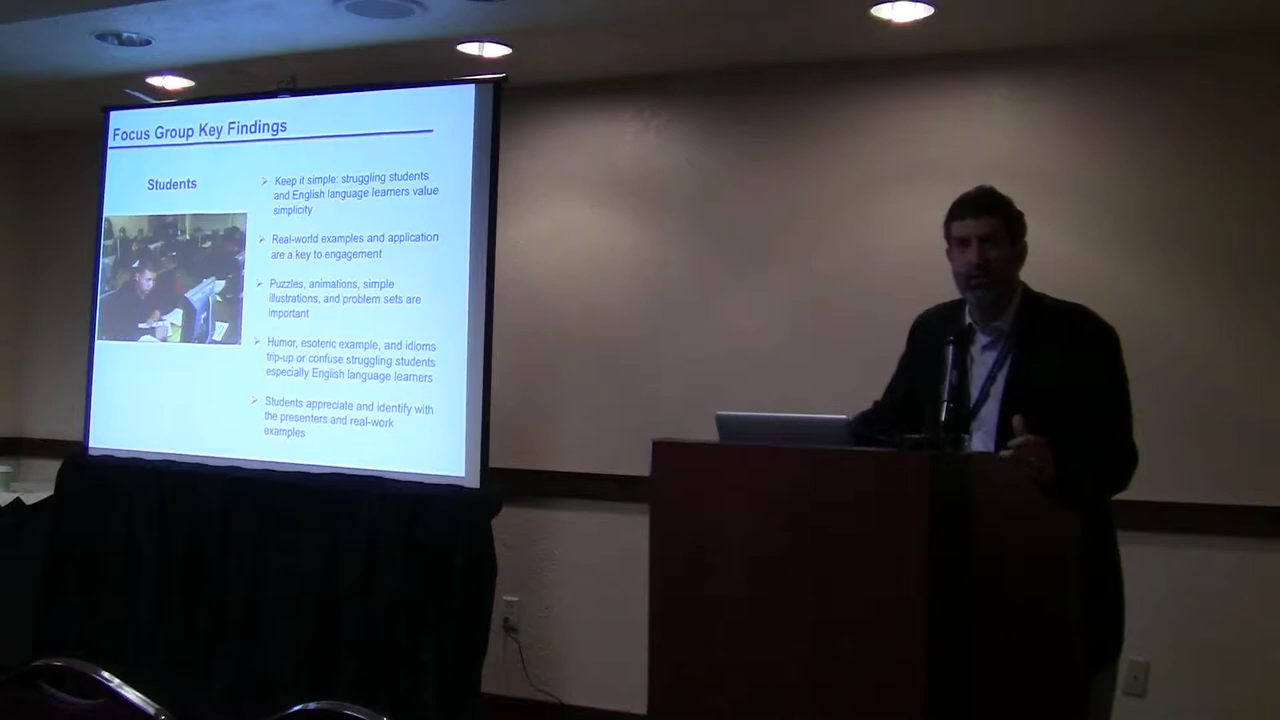 Focus Group Key Findings
Students
Keep it simple: struggling students
and English language learners value
simplicity
Real-world examples and application
are a key to engagement
Puzzles, animations, simple
illustrations, and problem sets are
important
Humor, esoteric example, and idioms
trip-up or confuse struggling students
especially English language learners
Students appreciate and identify with
the presenters and real-work
examples